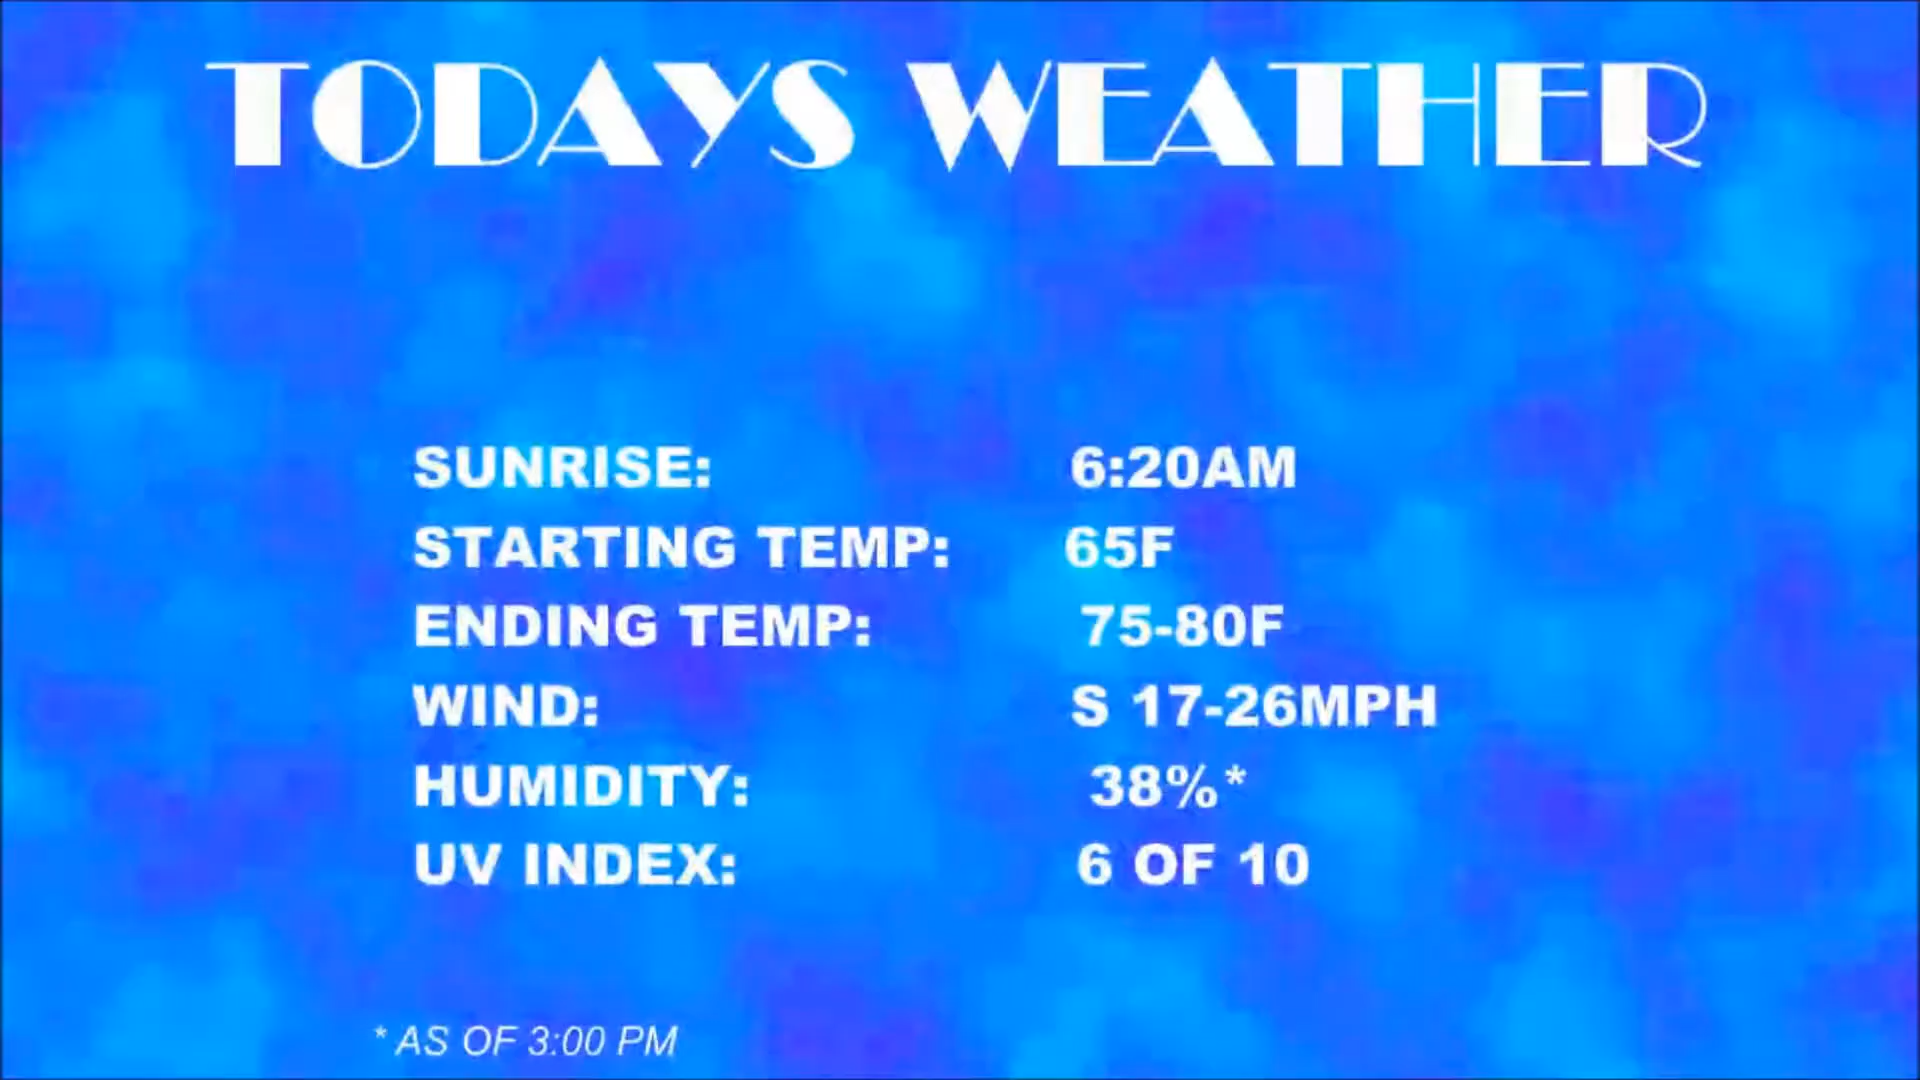 TODAYS WEATHER
SUNRISE: 6:20AM
STARTING TEMP: 65F
ENDING TEMP: 75-80F
WIND: S 17-26MPH
HUMIDITY: 38%*
UV INDEX: 6 OF 10
* AS OF 3:00 PM